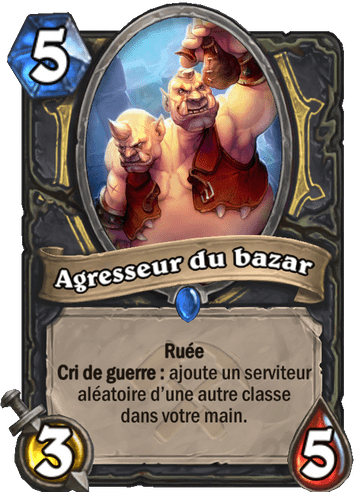 5
Agresseur du bazar
Ruée
Cri de guerre : ajoute un serviteur
aléatoire d'une autre classe
dans votre main.
3
5